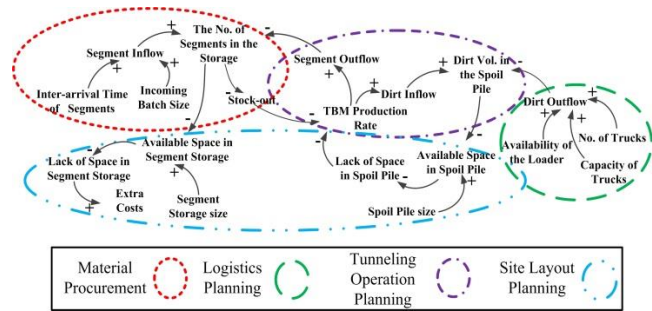 The No. of
Segments in the
Storage
Segment Inflow
Segment Outflow
Dirt Vol. in
the Spoil
Pile
Inter-arrival Time
of Segments
Incoming
Batch Size
Stock-out
Dirt Inflow
TBM Production
Rate
Dirt Outflow
No. of Trucks
Availability of
the Loader
Capacity of
Trucks
Available Space in
Segment Storage
Lack of Space in
Segment Storage
Lack of Space
in Spoil Pile
Available Space
in Spoil Pile
Extra
Costs
Segment
Storage size
Spoil Pile size
Material
Procurement
Logistics
Planning
Tunneling
Operation
Planning
Site Layout
Planning